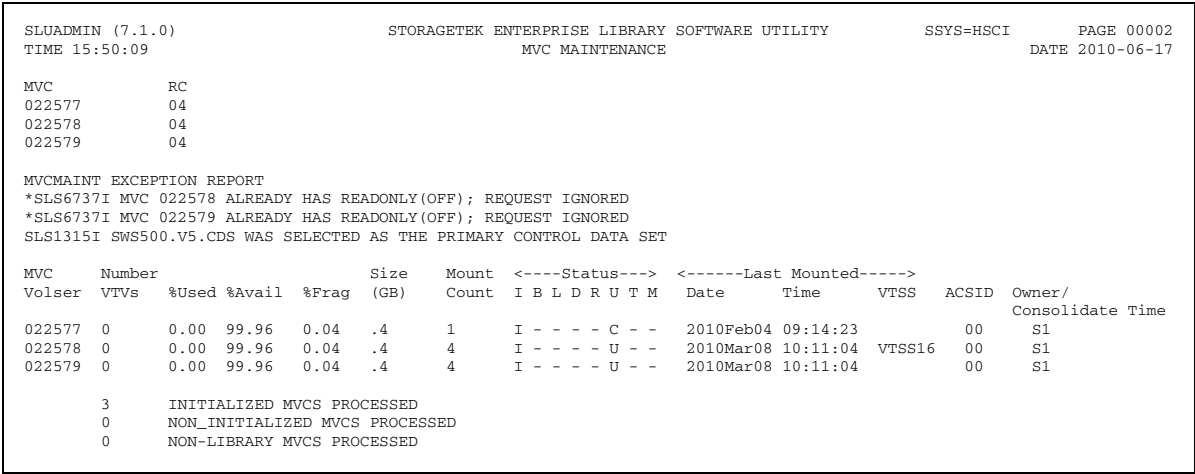 SLUADMIN (7.1.0) STORAGETEK ENTERPRISE LIBRARY SOFTWARE UTILITY SSYS=HSCI PAGE 00002
TIME 15:50:09 MVC MAINTENANCE DATE 2010-06-17
MVC RC
022577 04
022578 04
022579 04
MVCMAINT EXCEPTION REPORT
*SLS6737I MVC 022578 ALREADY HAS READONLY(OFF); REQUEST IGNORED
*SLS6737I MVC 022579 ALREADY HAS READONLY(OFF); REQUEST IGNORED
SLS1315I SWS500.V5.CDS WAS SELECTED AS THE PRIMARY CONTROL DATA SET
MVC Number Size Mount <----Status---> <------Last Mounted----->
Volser VTVs %Used %Avail %Frag (GB) Count I B L D R U T M Date Time VTSS ACSID Owner/
Consolidate Time
022577 0 0.00 99.96 0.04 .4 1 I - - - - C - - 2010Feb04 09:14:23 00 S1
022578 0 0.00 99.96 0.04 .4 4 I - - - - U - - 2010Mar08 10:11:04 VTSS16 00 S1
022579 0 0.00 99.96 0.04 .4 4 I - - - - U - - 2010Mar08 10:11:04 00 S1
3 INITIALIZED MVCS PROCESSED
0 NON_INITIALIZED MVCS PROCESSED
0 NON-LIBRARY MVCS PROCESSED